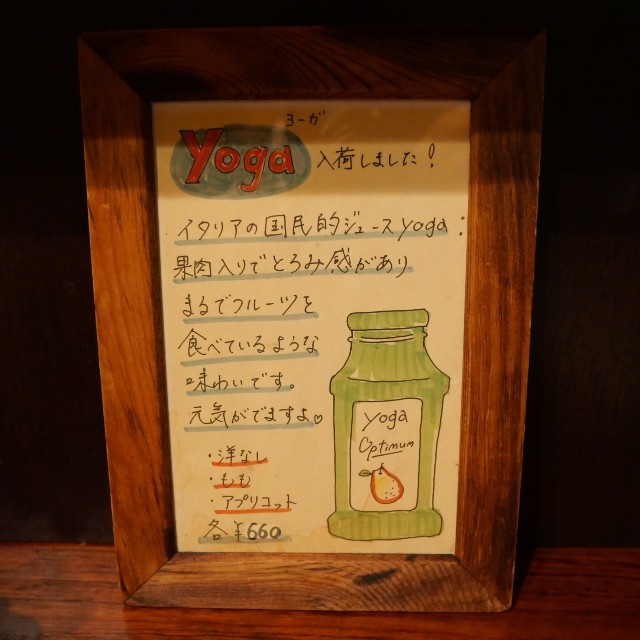 ヨーガ
Yoga 入荷しました!
イタリアの国民的ジュースyoga!
果肉入りでとろみ感があり
まるでフルーツを
食べているような
味わいです。
元気がでますよ♡
・洋なし
・もも
・アプリコット
各¥660
yoga
Optimum